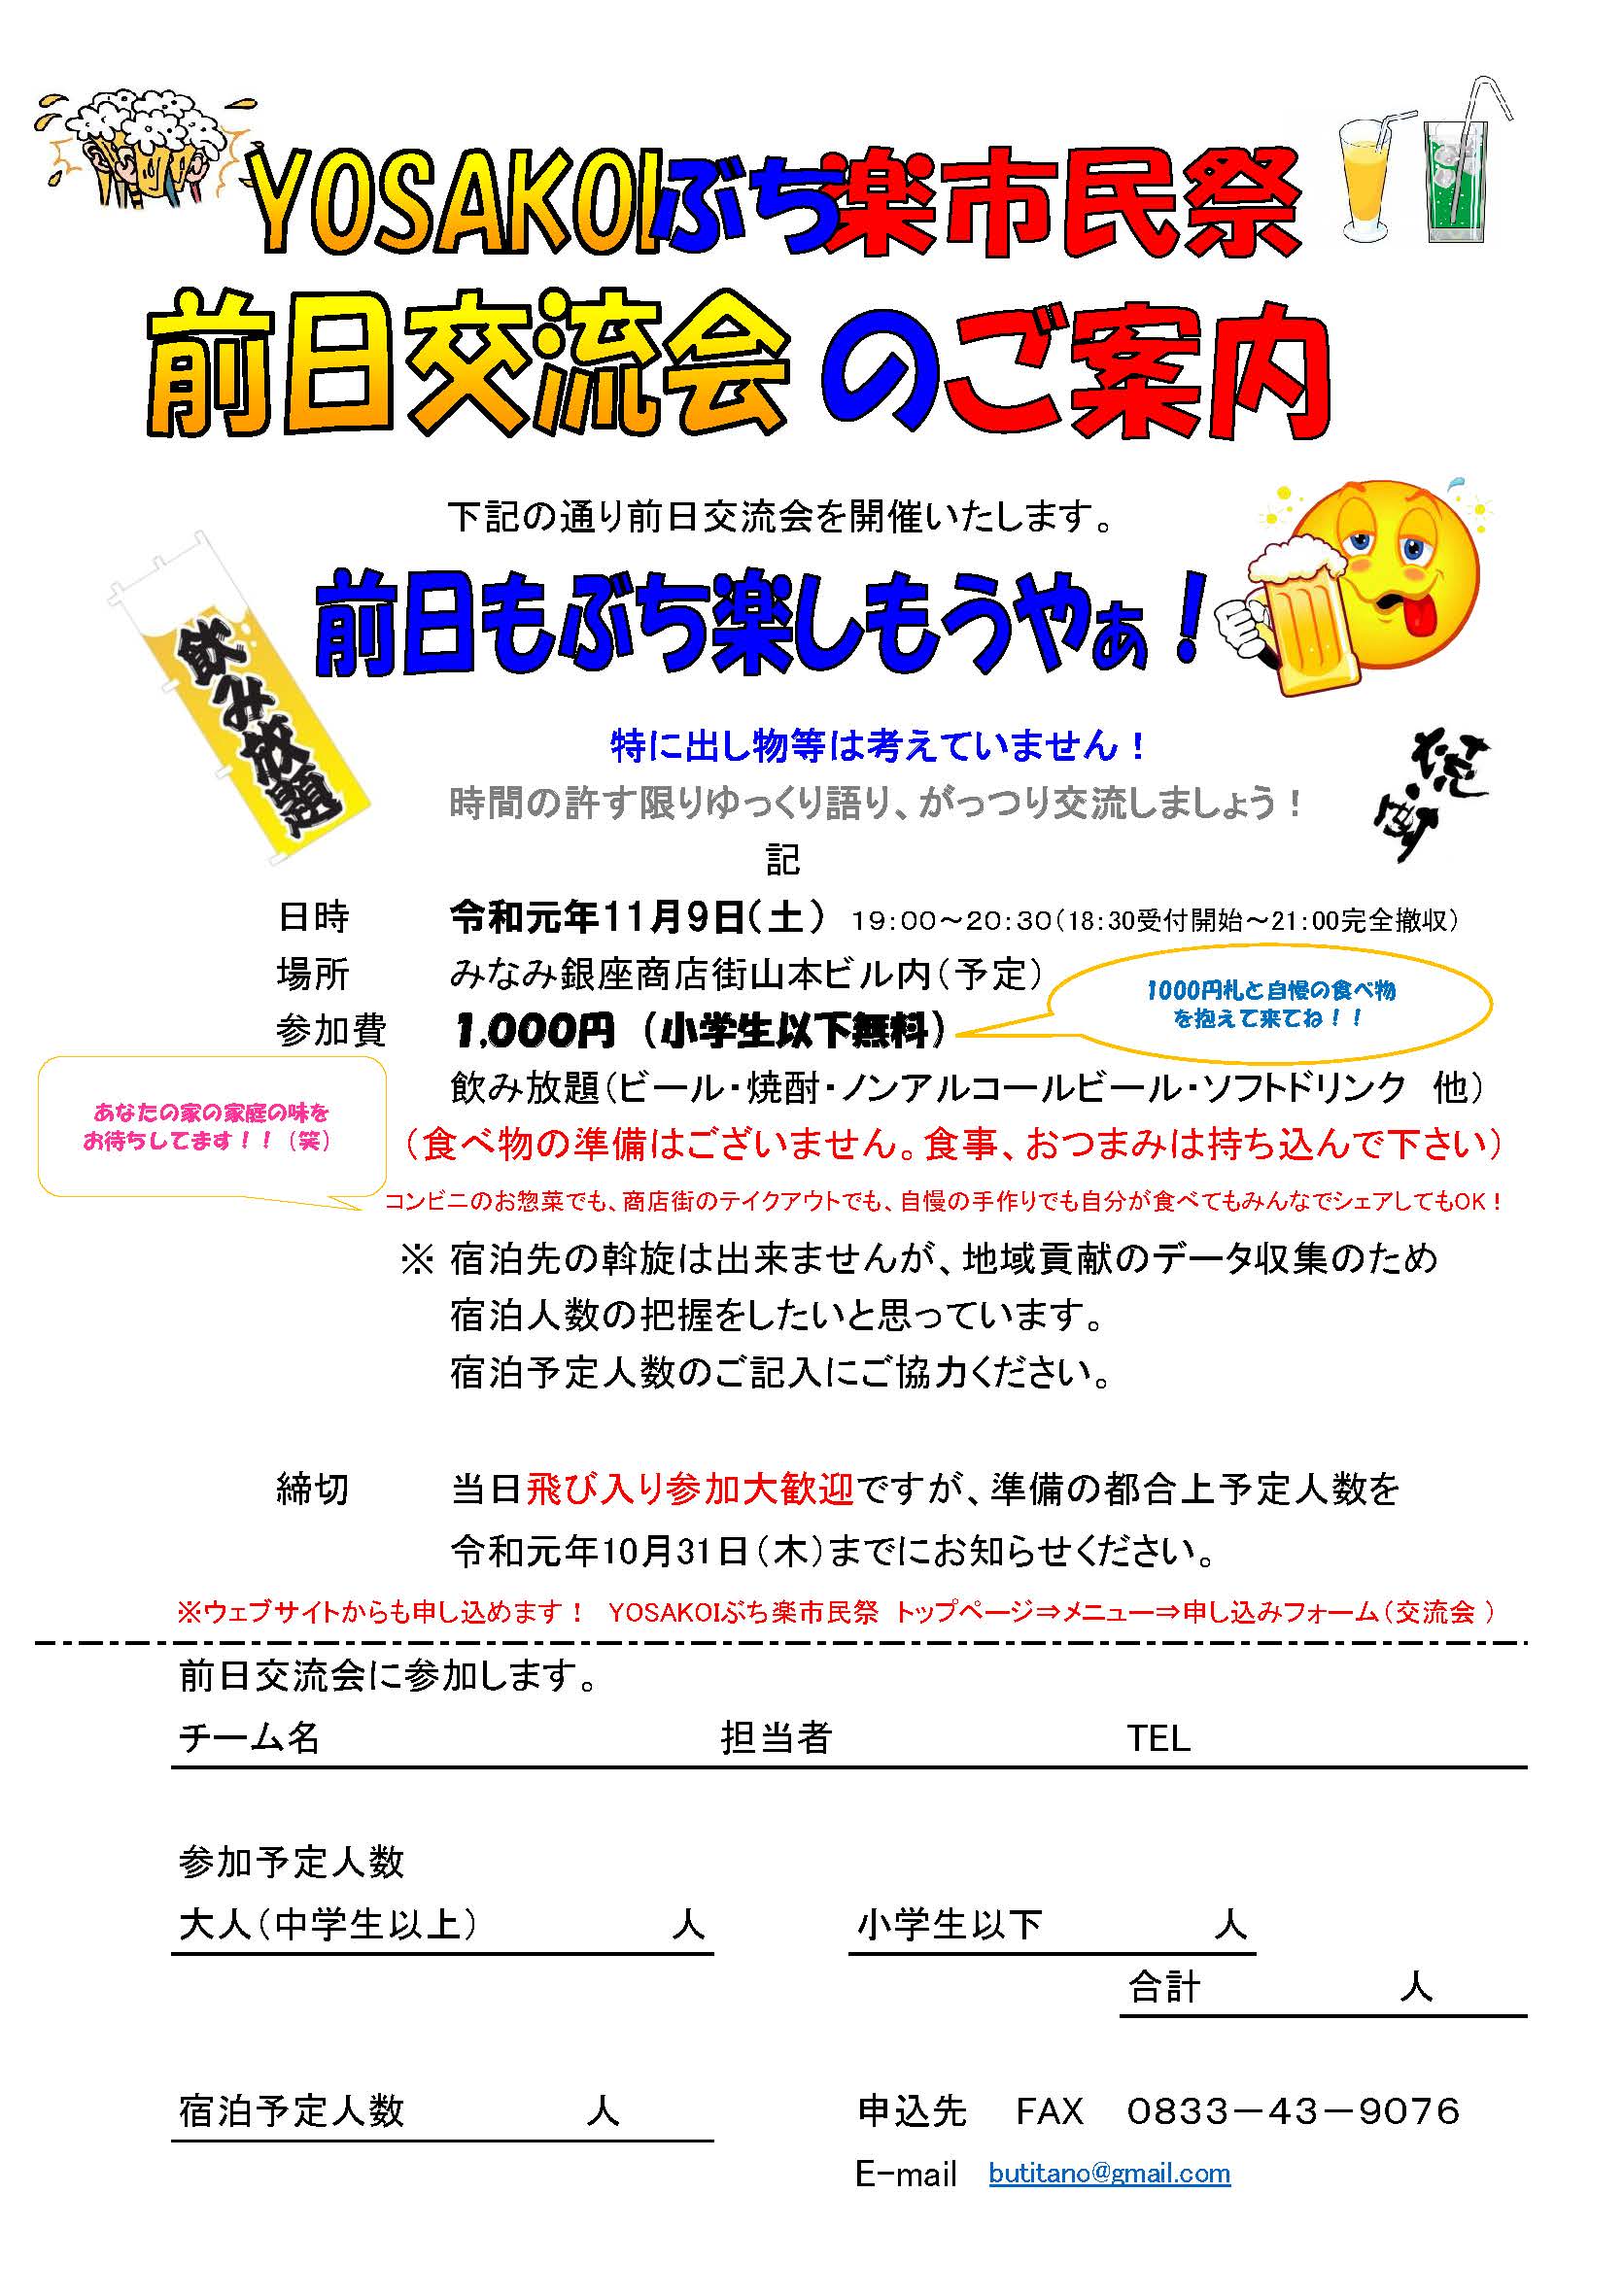 YOSAKOIぶち楽市民祭
前日交流会のご案内
下記の通り前日交流会を開催いたします。
前日もぶち楽しもうやぁ！
飲み放題
特に出し物等は考えていません！
時間の許す限りゆっくり語り、がっつり交流しましょう！
記
日時 令和元年11月9日（土） 19：00～20：30（18：30受付開始～21：00完全撤収）
場所 みなみ銀座商店街山本ビル内（予定）
1000円札と自慢の食べ物
を抱えて来てね！！
参加費 1,000円（小学生以下無料）
飲み放題（ビール・焼酎・ノンアルコールビール・ソフトドリンク　他）
あなたの家の家庭の味を
お待ちしてます！！（笑）
（食べ物の準備はございません。食事、おつまみは持ち込んで下さい）
コンビニのお惣菜でも、商店街のテイクアウトでも、自慢の手作りでも自分が食べてもみんなでシェアしてもOK！
※ 宿泊先の斡旋は出来ませんが、地域貢献のデータ収集のため
宿泊人数の把握をしたいと思っています。
宿泊予定人数のご記入にご協力ください。
締切 当日飛び入り参加大歓迎ですが、準備の都合上予定人数を
令和元年10月31日（木）までにお知らせください。
※ウェブサイトからも申し込めます！　YOSAKOIぶち楽市民祭　トップページ⇒メニュー⇒申し込みフォーム（交流会 ）
前日交流会に参加します。
チーム名 担当者 TEL
参加予定人数
大人（中学生以上） 人 小学生以下 人
合計 人
宿泊予定人数 人 申込先 FAX 0833－43－9076
E-mail butitano@gmail.com